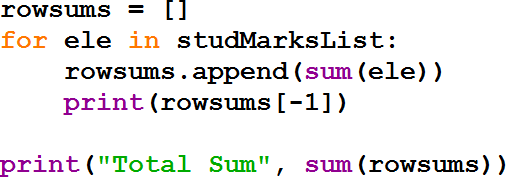 rowsums = []
for ele in studMarksList:
    rowsums.append(sum(ele))
    print(rowsums[-1])

print("Total Sum", sum(rowsums))